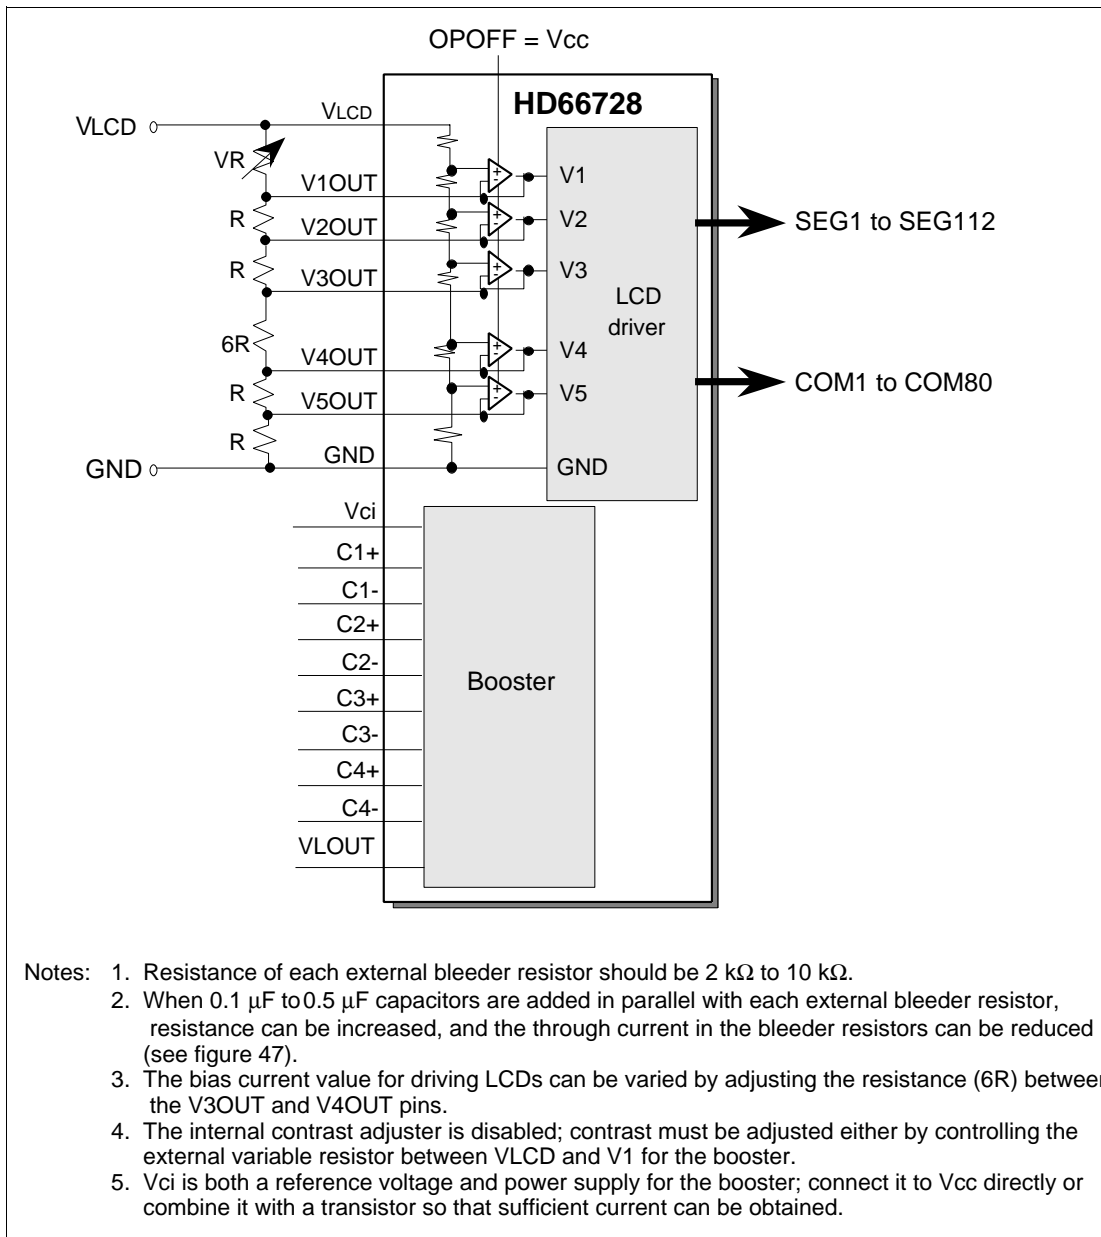 OPOFF = Vcc
HD66728
VLCD
VLCD
VR
V1OUT
V1
R
V2OUT
V2
SEG1 to SEG112
R
V3OUT
V3
LCD
driver
6R
V4OUT
V4
COM1 to COM80
R
V5OUT
V5
R
GND
GND
GND
Vci
C1+
C1-
C2+
C2-
Booster
C3+
C3-
C4+
C4-
VLOUT
Notes: 1. Resistance of each external bleeder resistor should be 2 kΩ to 10 kΩ.
2. When 0.1 μF to 0.5 μF capacitors are added in parallel with each external bleeder resistor,
resistance can be increased, and the through current in the bleeder resistors can be reduced
(see figure 47).
3. The bias current value for driving LCDs can be varied by adjusting the resistance (6R) between
the V3OUT and V4OUT pins.
4. The internal contrast adjuster is disabled; contrast must be adjusted either by controlling the
external variable resistor between VLCD and V1 for the booster.
5. Vci is both a reference voltage and power supply for the booster; connect it to Vcc directly or
combine it with a transistor so that sufficient current can be obtained.